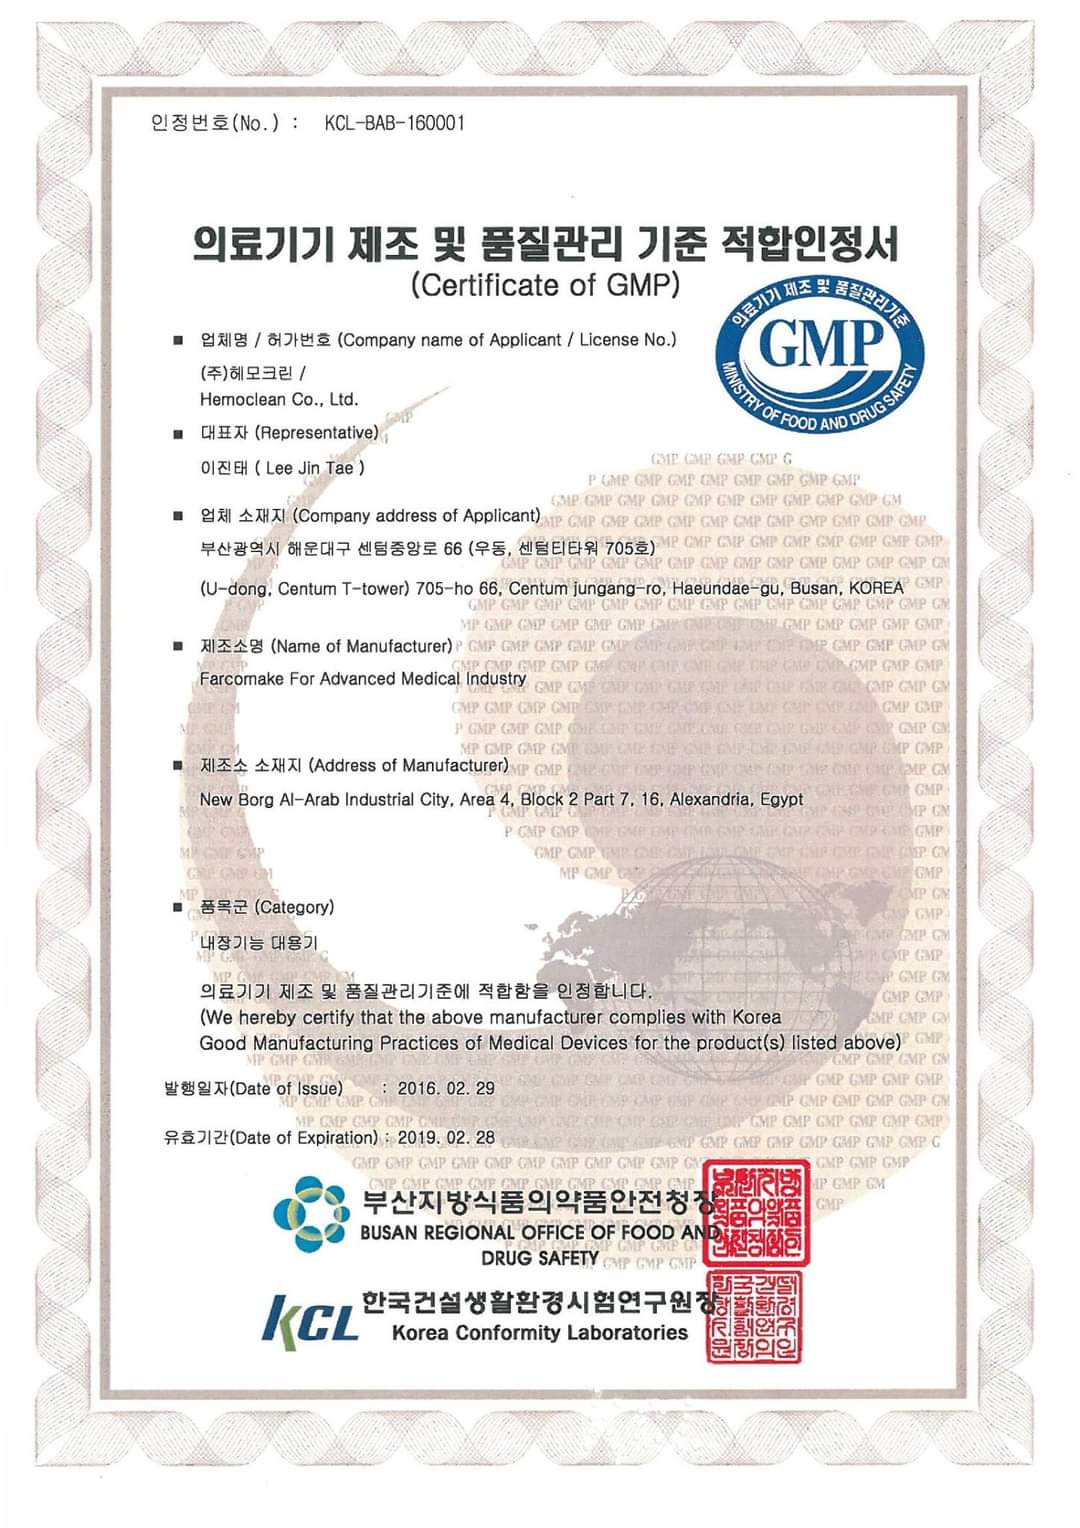 인정번호(No.) : KCL-BAB-160001
의료기기 제조 및 품질관리 기준 적합인정서
(Certificate of GMP)
의료기기 제조 및 품질관리기준
GMP
MINISTRY OF FOOD AND DRUG SAFETY
■ 업체명 / 허가번호 (Company name of Applicant / License No.)
(주)헤모크린 /
Hemoclean Co., Ltd.
■ 대표자 (Representative)
이진태 ( Lee Jin Tae )
■ 업체 소재지 (Company address of Applicant)
부산광역시 해운대구 센텀중앙로 66 (우동, 센텀티타워 705호)
(U-dong, Centum T-tower) 705-ho 66, Centum jungang-ro, Haeundae-gu, Busan, KOREA
■ 제조소명 (Name of Manufacturer)
Farcomake For Advanced Medical Industry
■ 제조소 소재지 (Address of Manufacturer)
New Borg Al-Arab Industrial City, Area 4, Block 2 Part 7, 16, Alexandria, Egypt
■ 품목군 (Category)
내장기능 대용기
의료기기 제조 및 품질관리기준에 적합함을 인정합니다.
(We hereby certify that the above manufacturer complies with Korea
Good Manufacturing Practices of Medical Devices for the product(s) listed above)
발행일자(Date of Issue) : 2016. 02. 29
유효기간(Date of Expiration) : 2019. 02. 28
부산지방식품의약품안전청장
BUSAN REGIONAL OFFICE OF FOOD AND
DRUG SAFETY
KCL 한국건설생활환경시험연구원장
Korea Conformity Laboratories